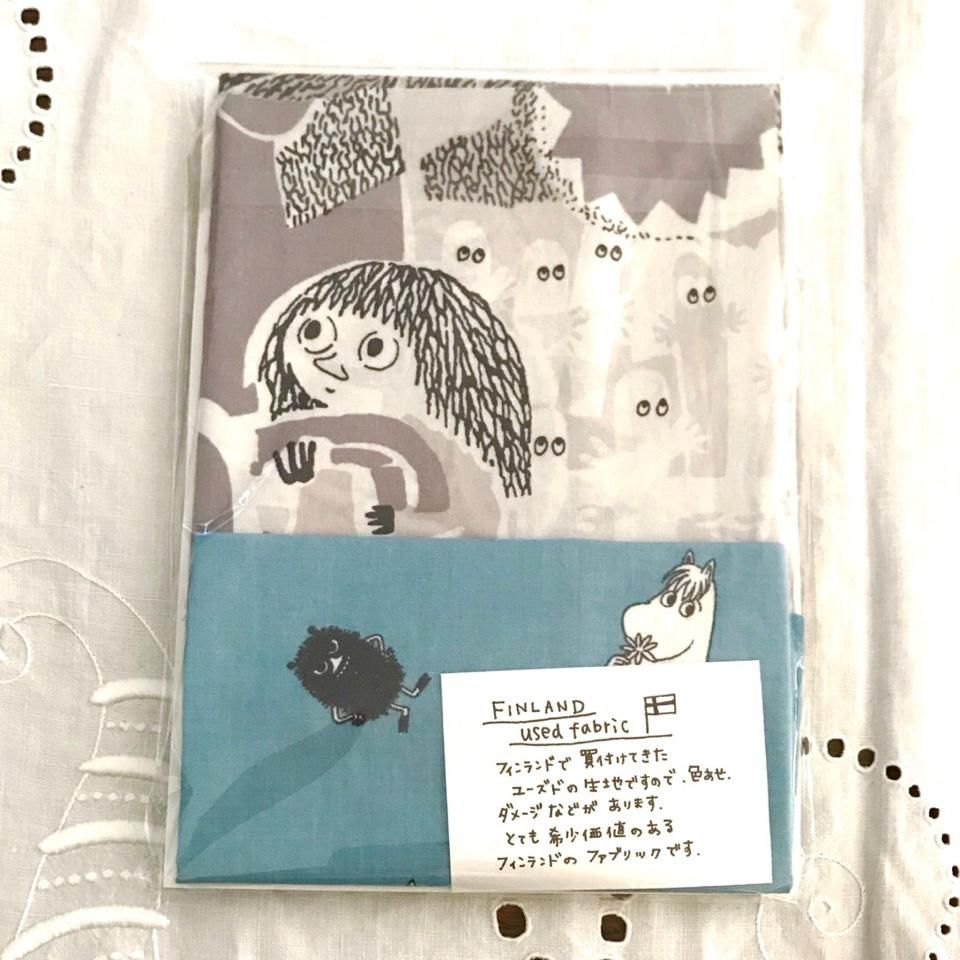 FINLAND
used fabric
フィンランドで 買付けてきた
ユーズドの 生地ですので、色あせ、
ダメージなどが あります。
とても 希少価値のある
フィンランドの ファブリックです。